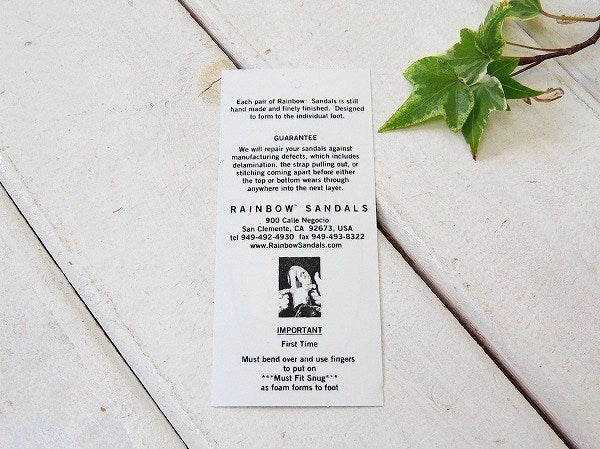 Each pair of Rainbow™ Sandals is still
hand made and finely finished. Designed
to form to the individual foot.
GUARANTEE
We will repair your sandals against
manufacturing defects, which includes
delamination, the strap pulling out, or
stitching coming apart before either
the top or bottom wears through
anywhere into the next layer.
RAINBOW™ SANDALS
900 Calle Negocio
San Clemente, CA 92673, USA
tel 949-492-4930 fax 949-493-8322
www.RainbowSandals.com
IMPORTANT
First Time
Must bend over and use fingers
to put on
***Must Fit Snug***
as foam forms to foot